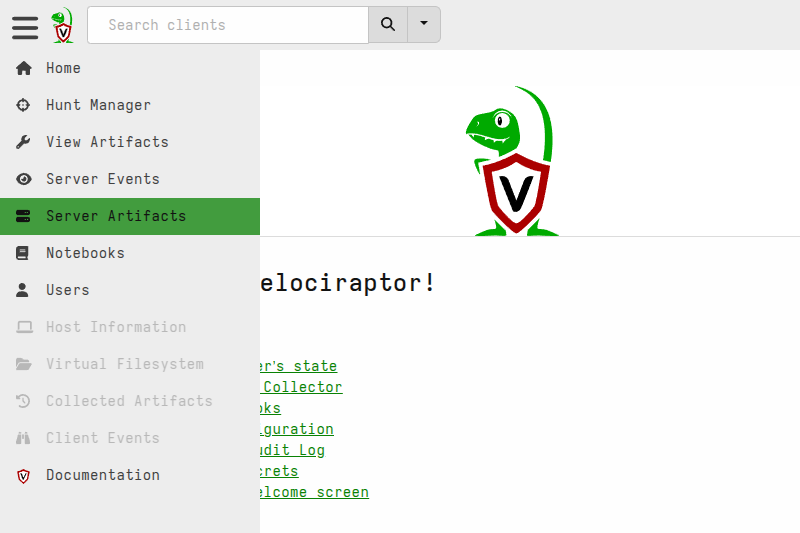 Search clients
Home
Hunt Manager
View Artifacts
Server Events
Server Artifacts
Notebooks
Users
Host Information
Virtual Filesystem
Collected Artifacts
Client Events
Documentation
V
elociraptor!
er's state
Collector
oks
iguration
udit Log
crets
elcome screen